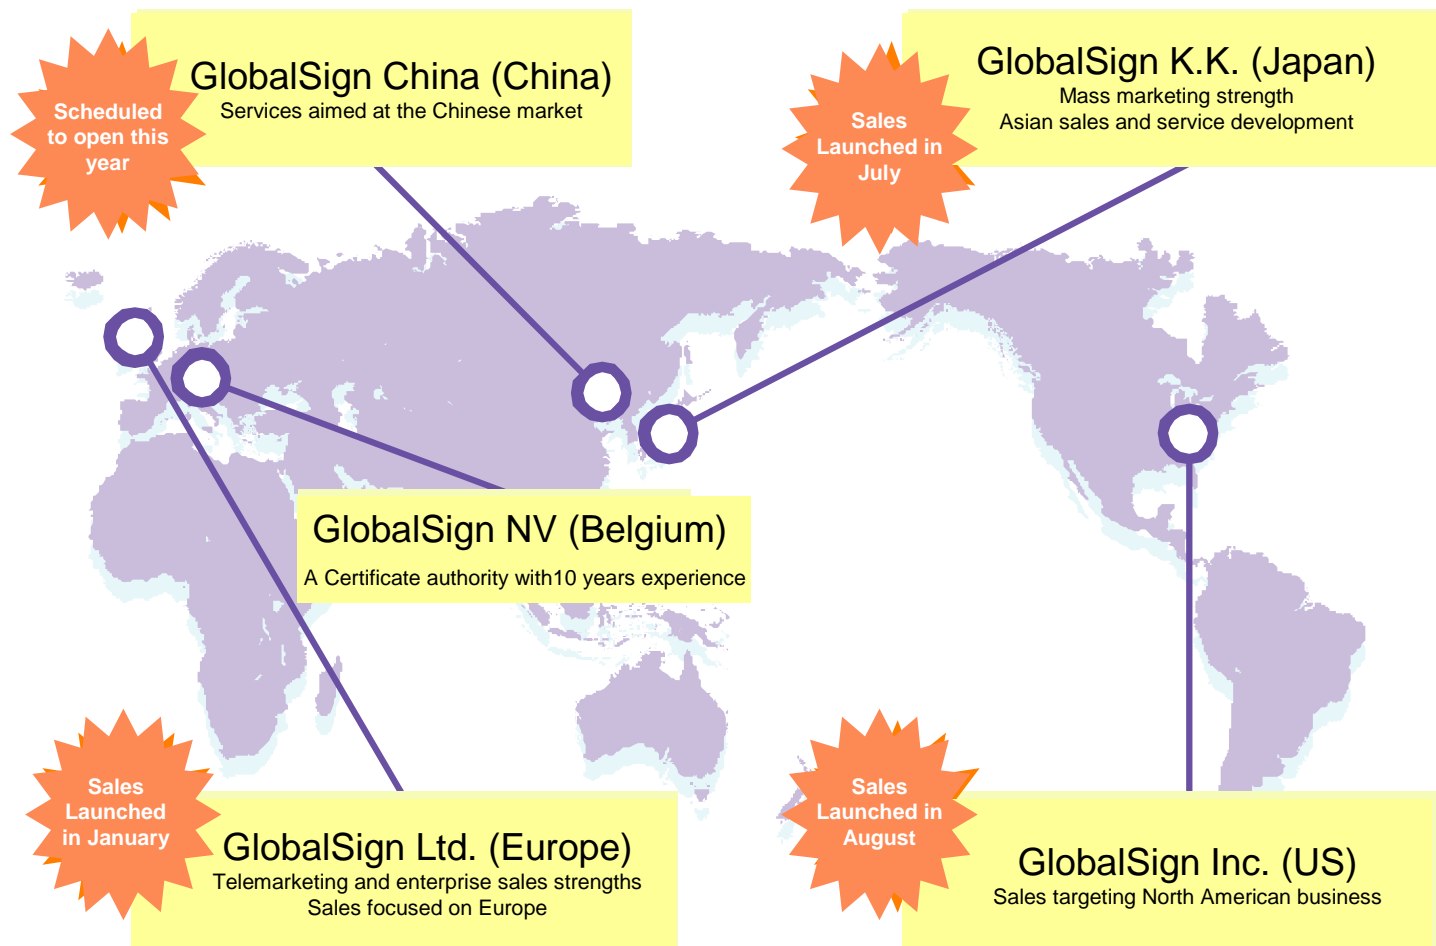 Scheduled
to open this
year
GlobalSign China (China)
Services aimed at the Chinese market
Sales
Launched in
July
GlobalSign K.K. (Japan)
Mass marketing strength
Asian sales and service development
GlobalSign NV (Belgium)
A Certificate authority with10 years experience
Sales
Launched
in January
GlobalSign Ltd. (Europe)
Telemarketing and enterprise sales strengths
Sales focused on Europe
Sales
Launched in
August
GlobalSign Inc. (US)
Sales targeting North American business